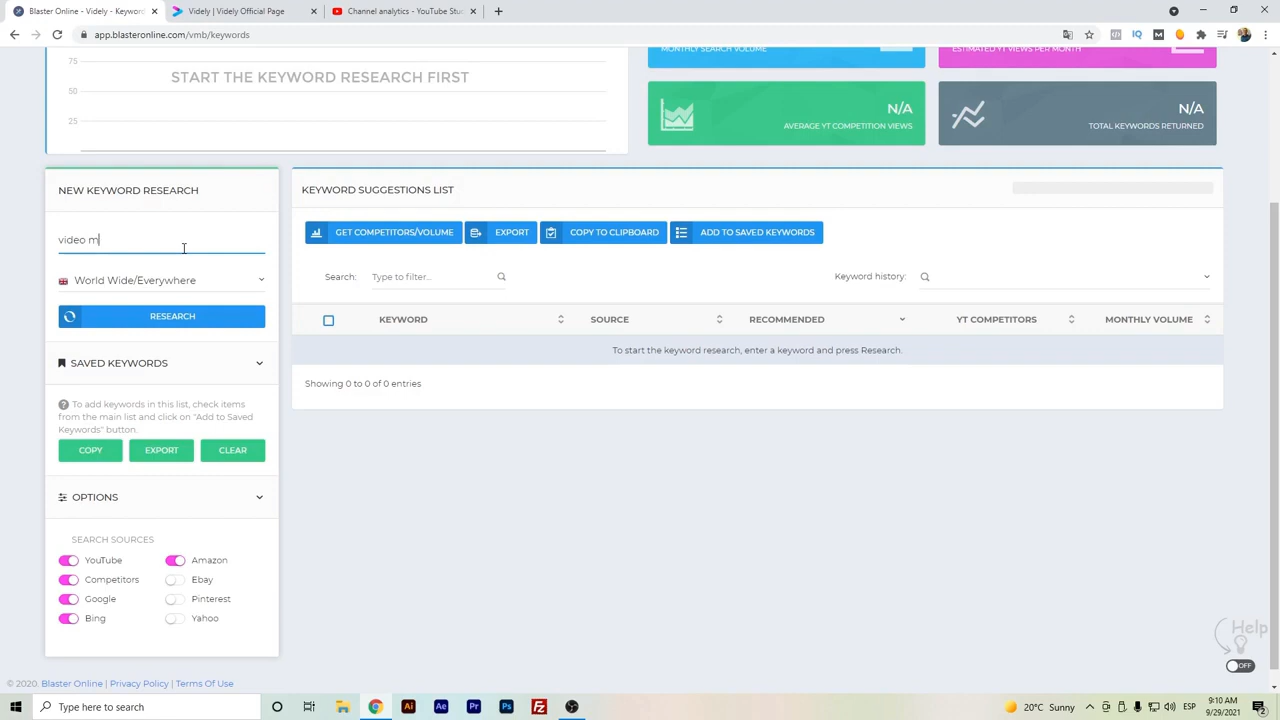 Blaster Online - Videly - Keywor
Videly | Videly Official Page
Channel analytics - YouTube Stu
app.blasteronline.com/vmb/keywords
75
50
25
START THE KEYWORD RESEARCH FIRST
MONTHLY SEARCH VOLUME
ESTIMATED YT VIEWS PER MONTH
N/A
AVERAGE YT COMPETITION VIEWS
N/A
TOTAL KEYWORDS RETURNED
NEW KEYWORD RESEARCH
video m
World Wide/Everywhere
RESEARCH
SAVED KEYWORDS
To add keywords in this list, check items
from the main list and click on "Add to Saved
Keywords" button.
COPY EXPORT CLEAR
OPTIONS
SEARCH SOURCES
YouTube Amazon
Competitors Ebay
Google Pinterest
Bing Yahoo
KEYWORD SUGGESTIONS LIST
GET COMPETITORS/VOLUME EXPORT COPY TO CLIPBOARD ADD TO SAVED KEYWORDS
Search: Type to filter... Keyword history:
KEYWORD SOURCE RECOMMENDED YT COMPETITORS MONTHLY VOLUME
To start the keyword research, enter a keyword and press Research.
Showing 0 to 0 of 0 entries
Help
OFF
© 2020. Blaster Online | Privacy Policy | Terms Of Use
Type here to search
Ai Ae Pr Ps
20°C Sunny
ESP
9:10 AM
9/29/2021
2